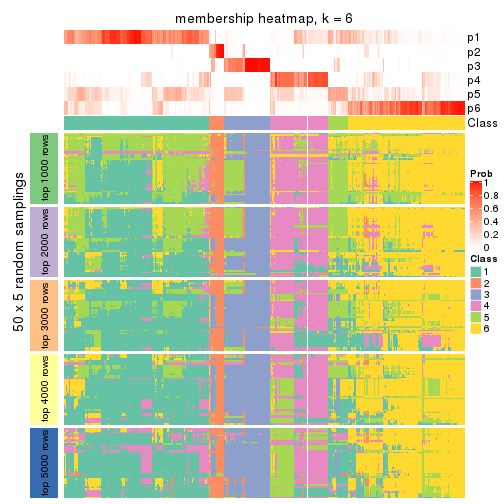 membership heatmap, k = 6
p1
p2
p3
p4
p5
p6
Class
50 x 5 random samplings
top 1000 rows
top 2000 rows
top 3000 rows
top 4000 rows
top 5000 rows
Prob
1
0.8
0.6
0.4
0.2
0
Class
1
2
3
4
5
6